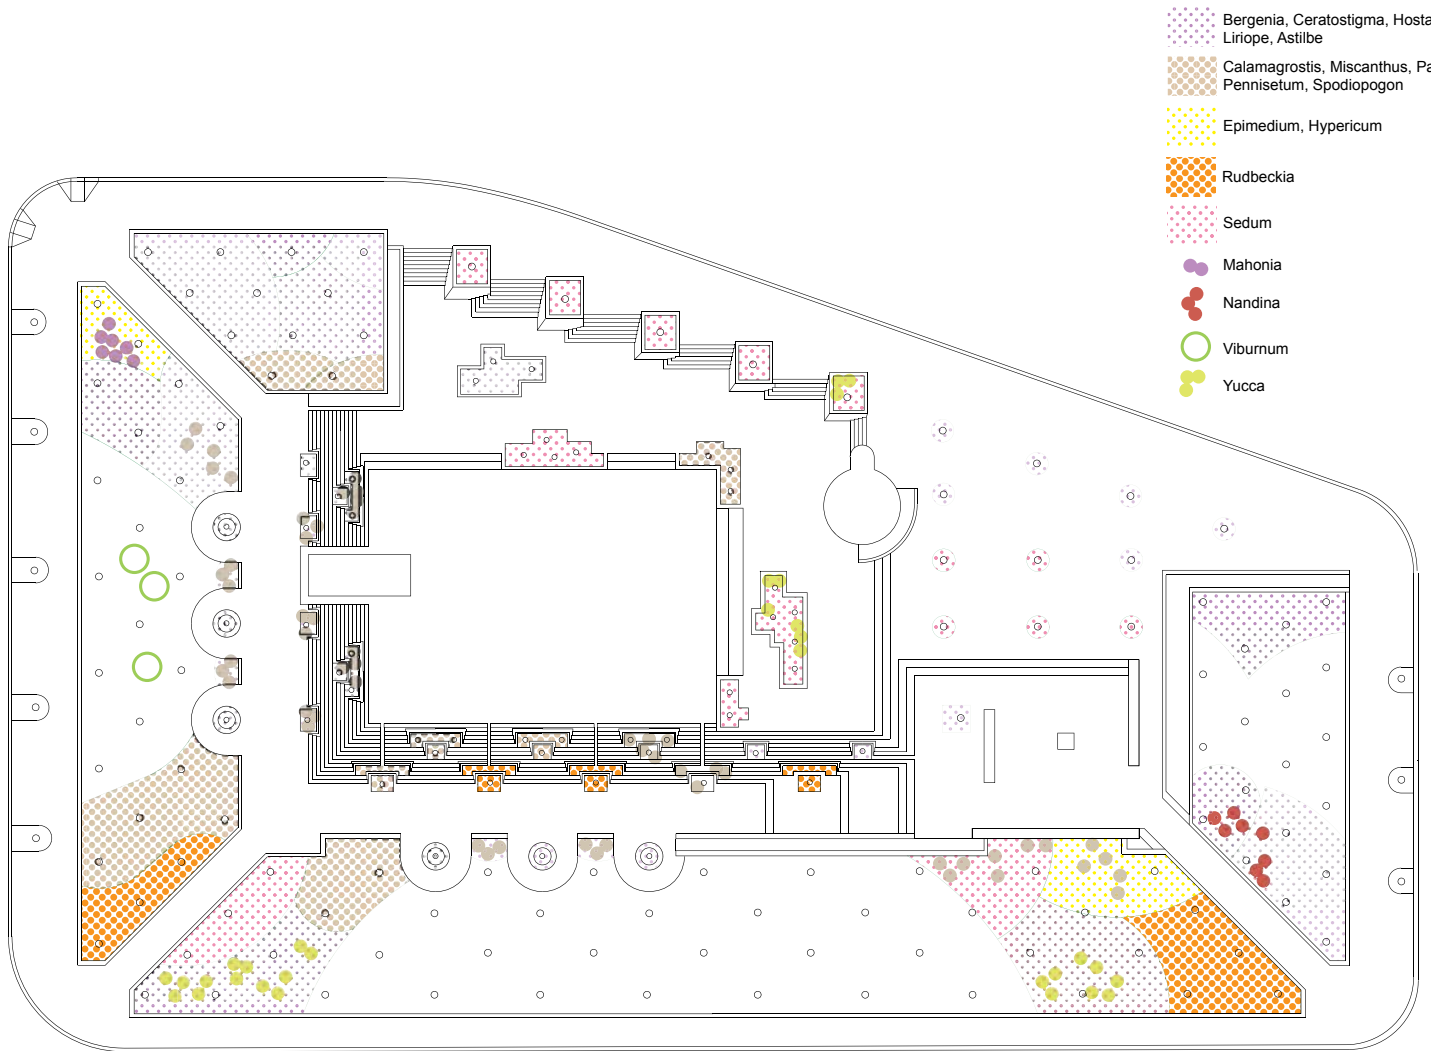 Bergenia, Ceratostigma, Hosta
Liriope, Astilbe
Calamagrostis, Miscanthus, Pa
Pennisetum, Spodiopogon
Epimedium, Hypericum
Rudbeckia
Sedum
Mahonia
Nandina
Viburnum
Yucca